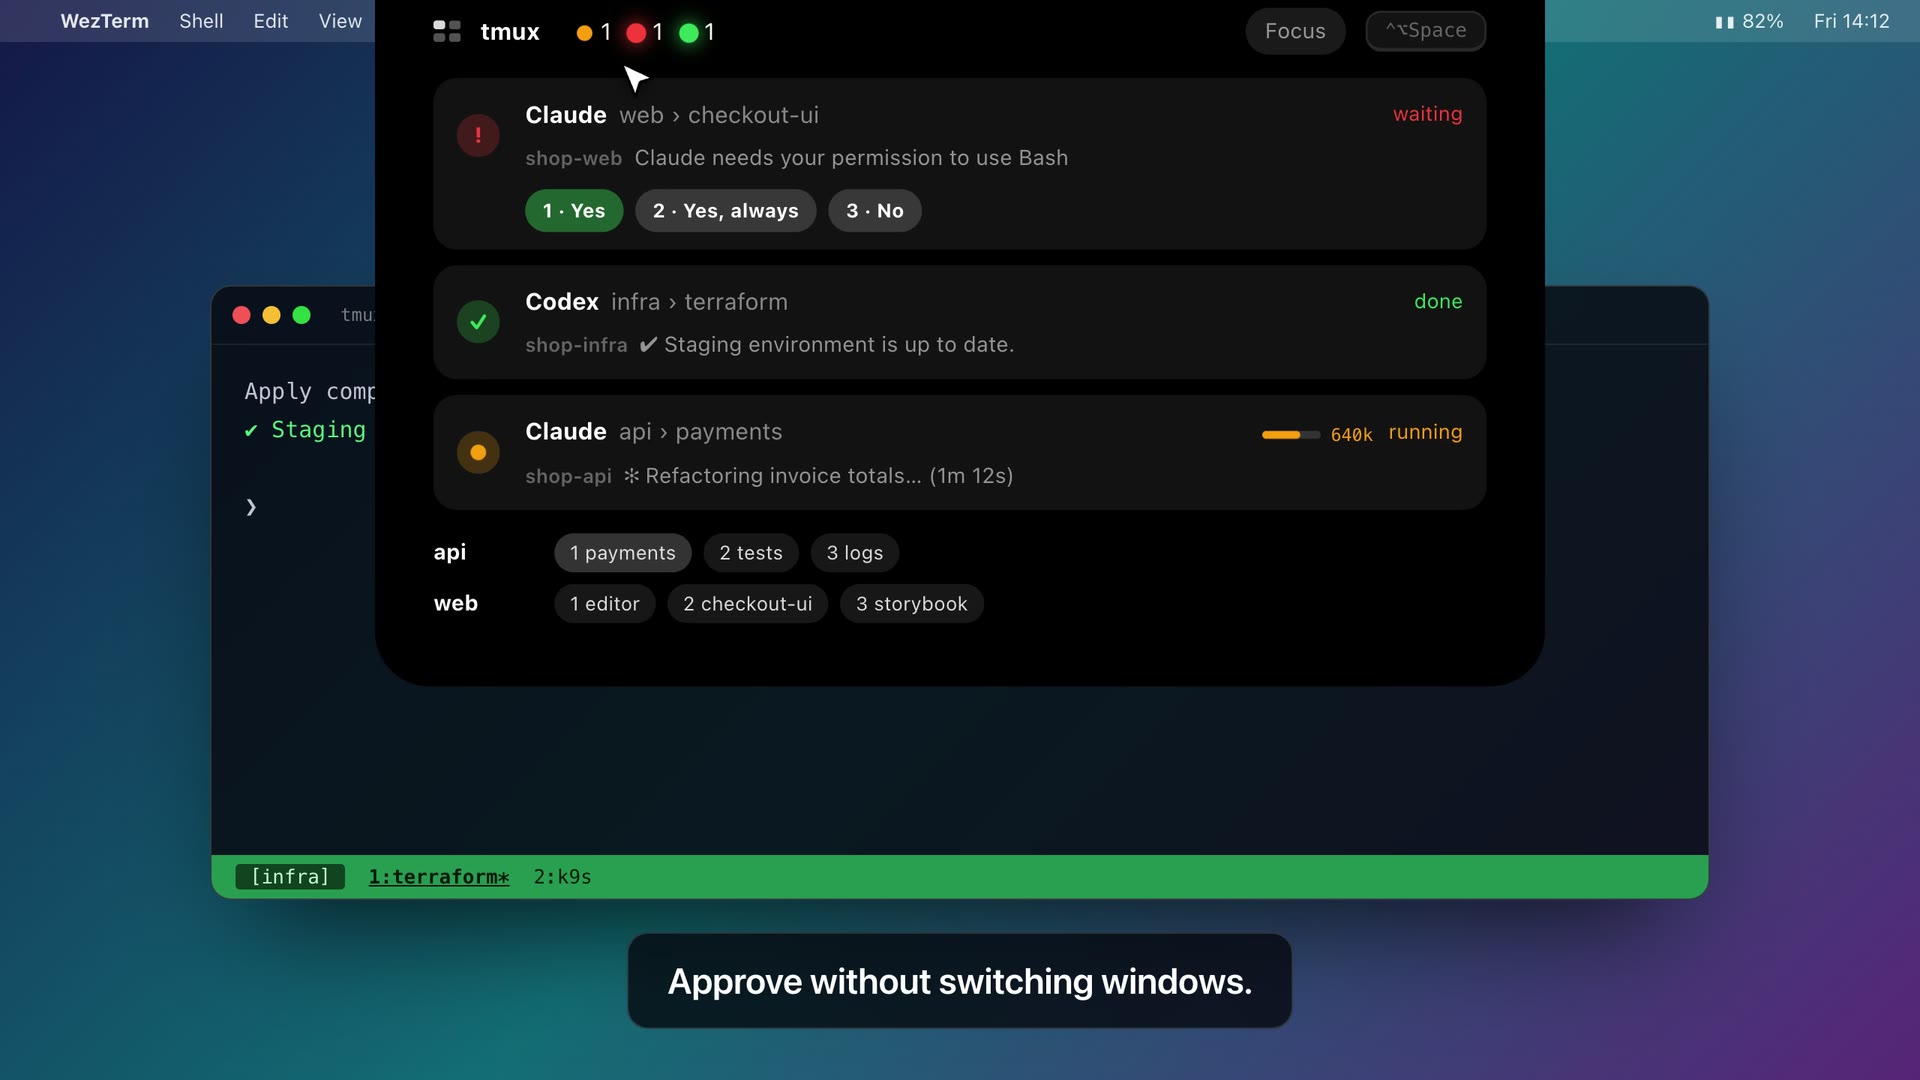 WezTerm Shell Edit View
82% Fri 14:12
tmux 1 1 1 Focus ^⌥Space
Claude web › checkout-ui waiting
! shop-web Claude needs your permission to use Bash
1 · Yes 2 · Yes, always 3 · No
Codex infra › terraform done
shop-infra ✔ Staging environment is up to date.
Claude api › payments 640k running
shop-api ✻ Refactoring invoice totals… (1m 12s)
api 1 payments 2 tests 3 logs
web 1 editor 2 checkout-ui 3 storybook
tmu
Apply comp
✔ Staging
❯
[infra] 1:terraform* 2:k9s
Approve without switching windows.